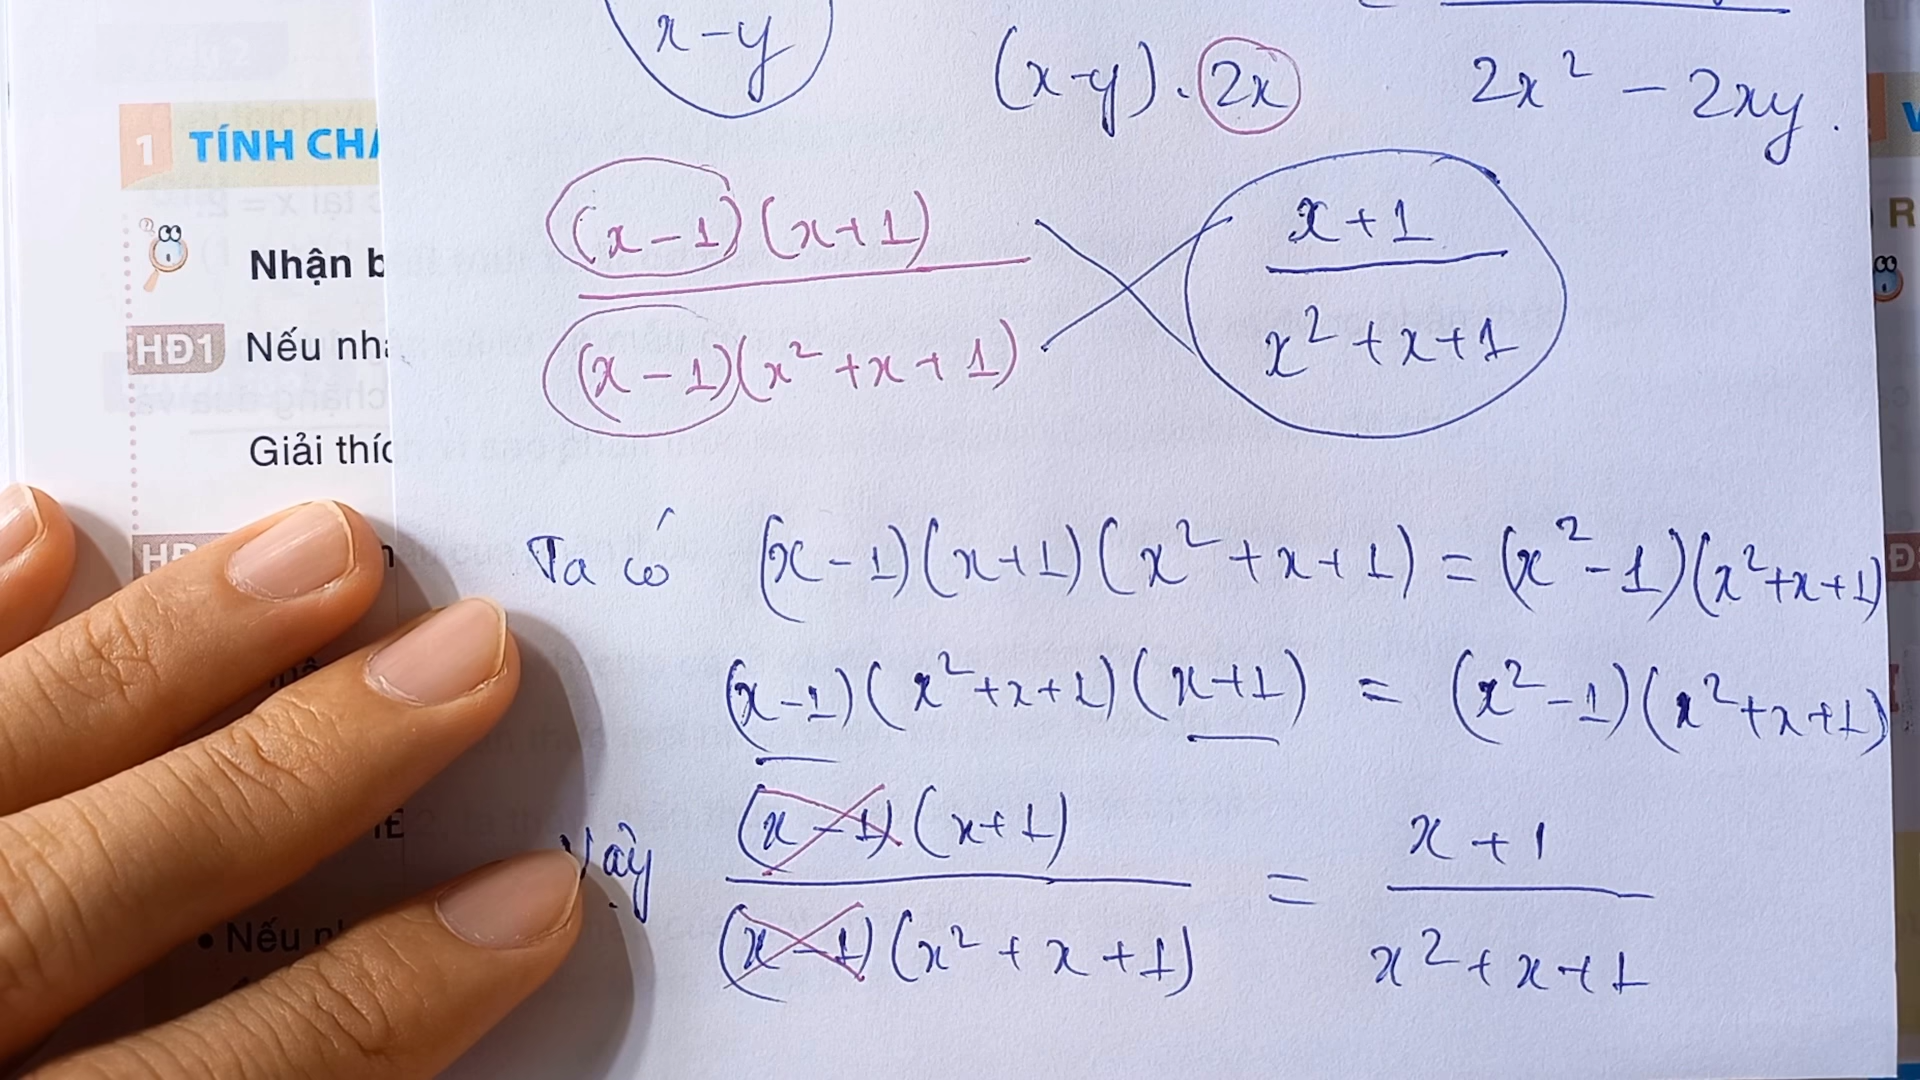 x-y
(x-y).2x
2x² - 2xy.
1 TÍNH CH
(x-1)(x+1)
(x-1)(x²+x+1)
x+1
x²+x+1
Nhận b
HĐ1 Nếu nh
Giải thíc
Ta có (x-1)(x+1)(x²+x+1) = (x²-1)(x²+x+1)
(x-1)(x²+x+1)(x+1) = (x²-1)(x²+x+1)
Vậy (x-1)(x+1) / (x-1)(x²+x+1) = x+1 / x²+x+1
• Nếu